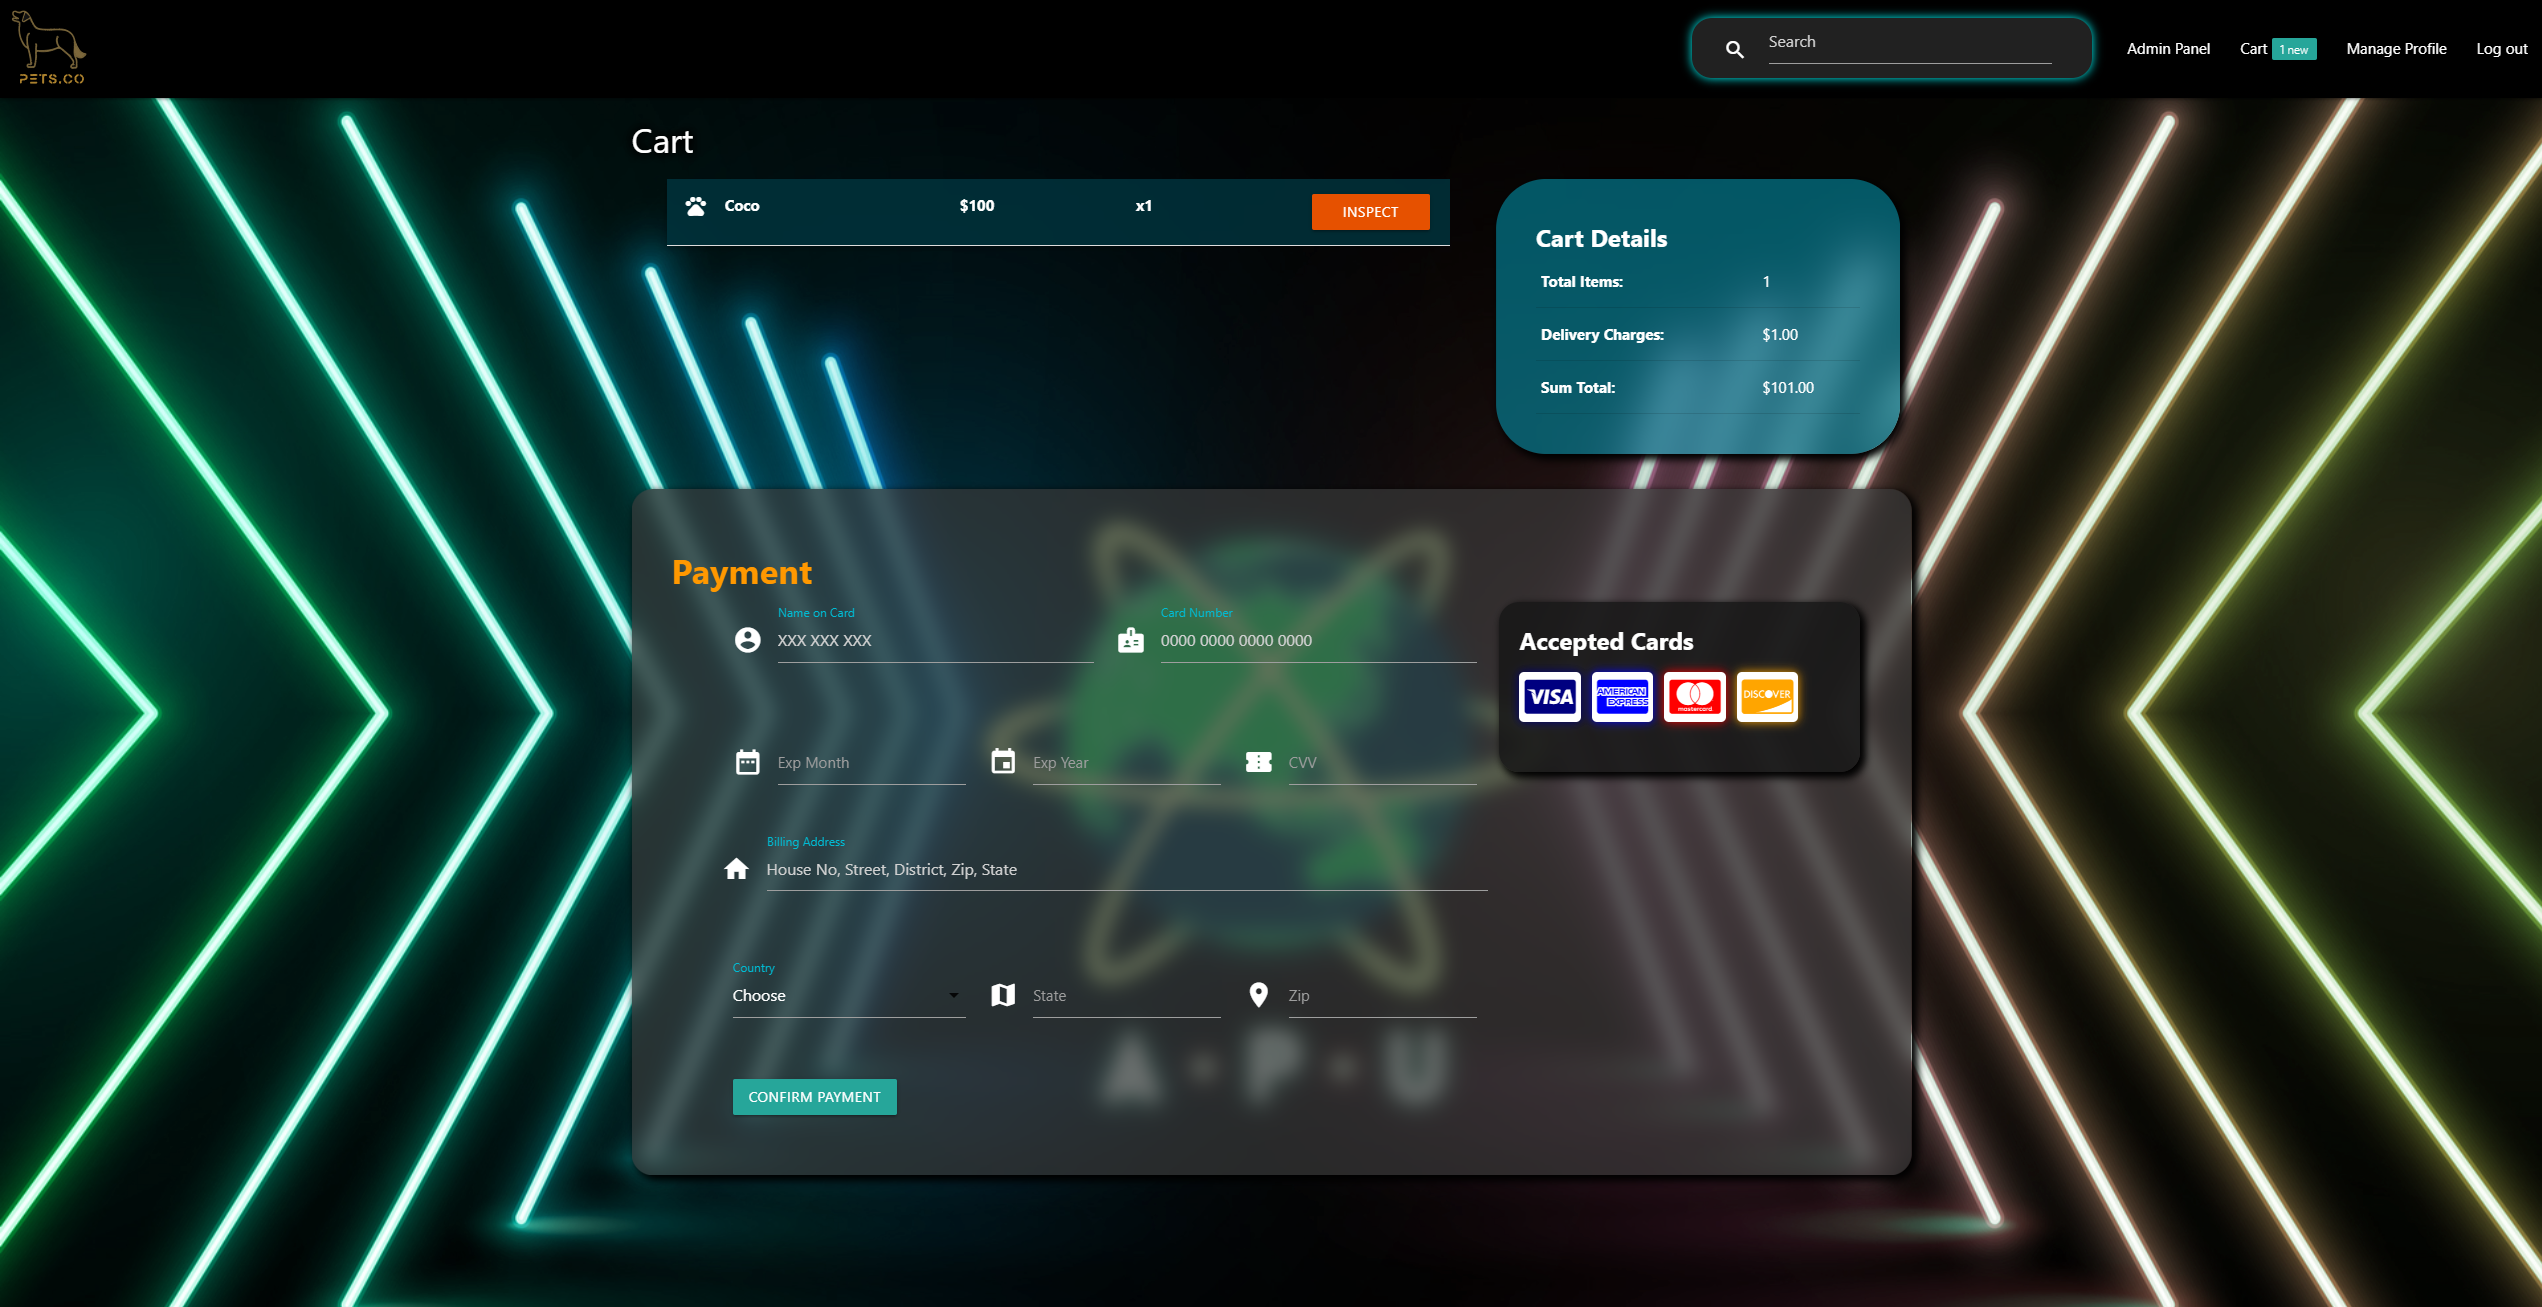 PETS.CO
Search
Admin Panel
Cart 1 new
Manage Profile
Log out
Cart
Coco $100 x1 INSPECT
Cart Details
Total Items: 1
Delivery Charges: $1.00
Sum Total: $101.00
Payment
Name on Card
XXX XXX XXX
Card Number
0000 0000 0000 0000
Accepted Cards
VISA
AMERICAN
EXPRESS
mastercard
DISCOVER
Exp Month
Exp Year
CVV
Billing Address
House No, Street, District, Zip, State
Country
Choose
State
Zip
A · P · U
CONFIRM PAYMENT